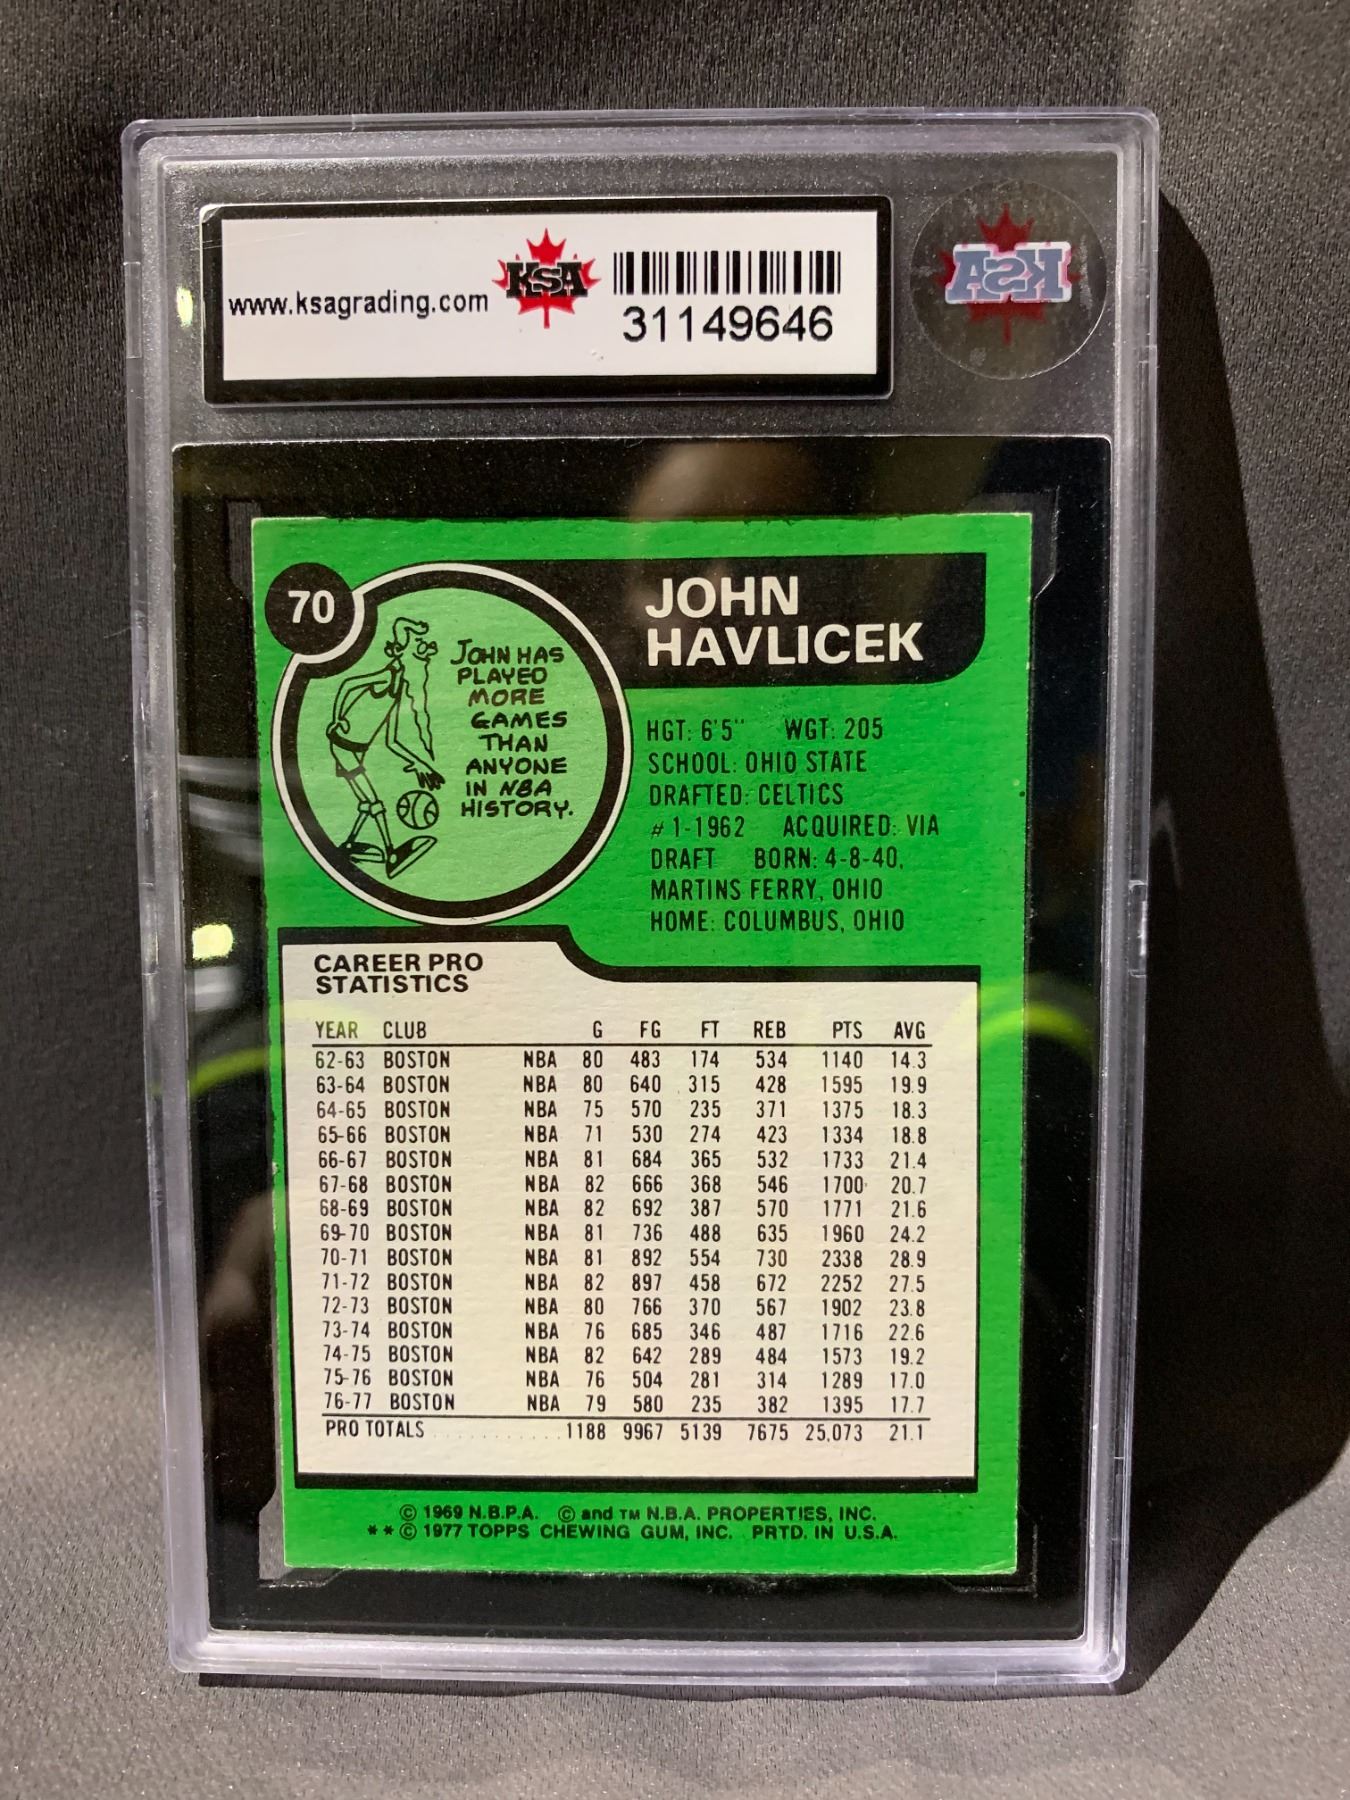 www.ksagrading.com
KSA
31149646
KSA
70
JOHN HAS
PLAYED
MORE
GAMES
THAN
ANYONE
IN NBA
HISTORY.
JOHN
HAVLICEK
HGT: 6'5" WGT: 205
SCHOOL: OHIO STATE
DRAFTED: CELTICS
#1-1962 ACQUIRED: VIA
DRAFT BORN: 4-8-40,
MARTINS FERRY, OHIO
HOME: COLUMBUS, OHIO
CAREER PRO
STATISTICS
YEAR CLUB G FG FT REB PTS AVG
62-63 BOSTON NBA 80 483 174 534 1140 14.3
63-64 BOSTON NBA 80 640 315 428 1595 19.9
64-65 BOSTON NBA 75 570 235 371 1375 18.3
65-66 BOSTON NBA 71 530 274 423 1334 18.8
66-67 BOSTON NBA 81 684 365 532 1733 21.4
67-68 BOSTON NBA 82 666 368 546 1700 20.7
68-69 BOSTON NBA 82 692 387 570 1771 21.6
69-70 BOSTON NBA 81 736 488 635 1960 24.2
70-71 BOSTON NBA 81 892 554 730 2338 28.9
71-72 BOSTON NBA 82 897 458 672 2252 27.5
72-73 BOSTON NBA 80 766 370 567 1902 23.8
73-74 BOSTON NBA 76 685 346 487 1716 22.6
74-75 BOSTON NBA 82 642 289 484 1573 19.2
75-76 BOSTON NBA 76 504 281 314 1289 17.0
76-77 BOSTON NBA 79 580 235 382 1395 17.7
PRO TOTALS . . . . . . . . . . . 1188 9967 5139 7675 25,073 21.1
© 1969 N.B.P.A. © and TM N.B.A. PROPERTIES, INC.
**© 1977 TOPPS CHEWING GUM, INC. PRTD. IN U.S.A.